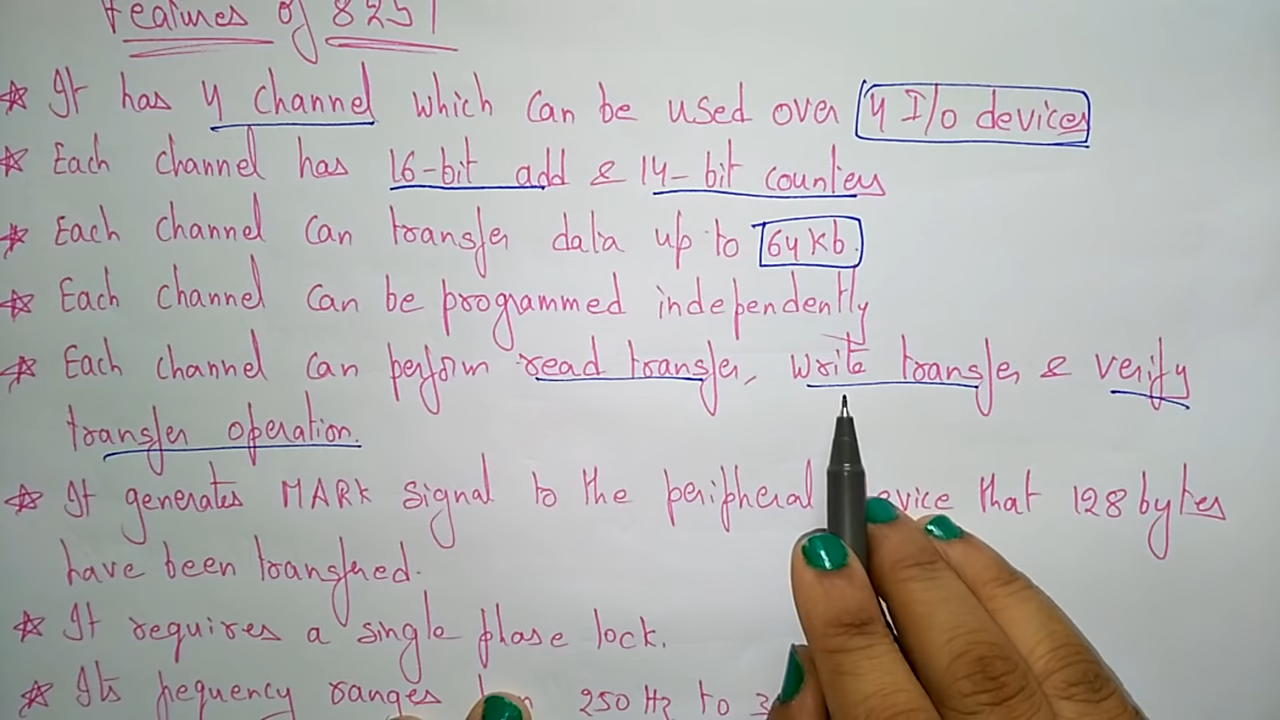 Features of 8257
☆ It has 4 channel which can be used over 4 I/o devices
☆ Each channel has 16-bit add & 14-bit counters
☆ Each channel can transfer data up to 64kb.
☆ Each channel can be programmed independently
☆ Each channel can perform read transfer, write transfer & verify
transfer operation.
☆ It generates MARK signal to the peripheral evice that 128 bytes
have been transfered.
☆ It requires a single phase lock.
☆ Its frequency ranges 250 Hz to 3